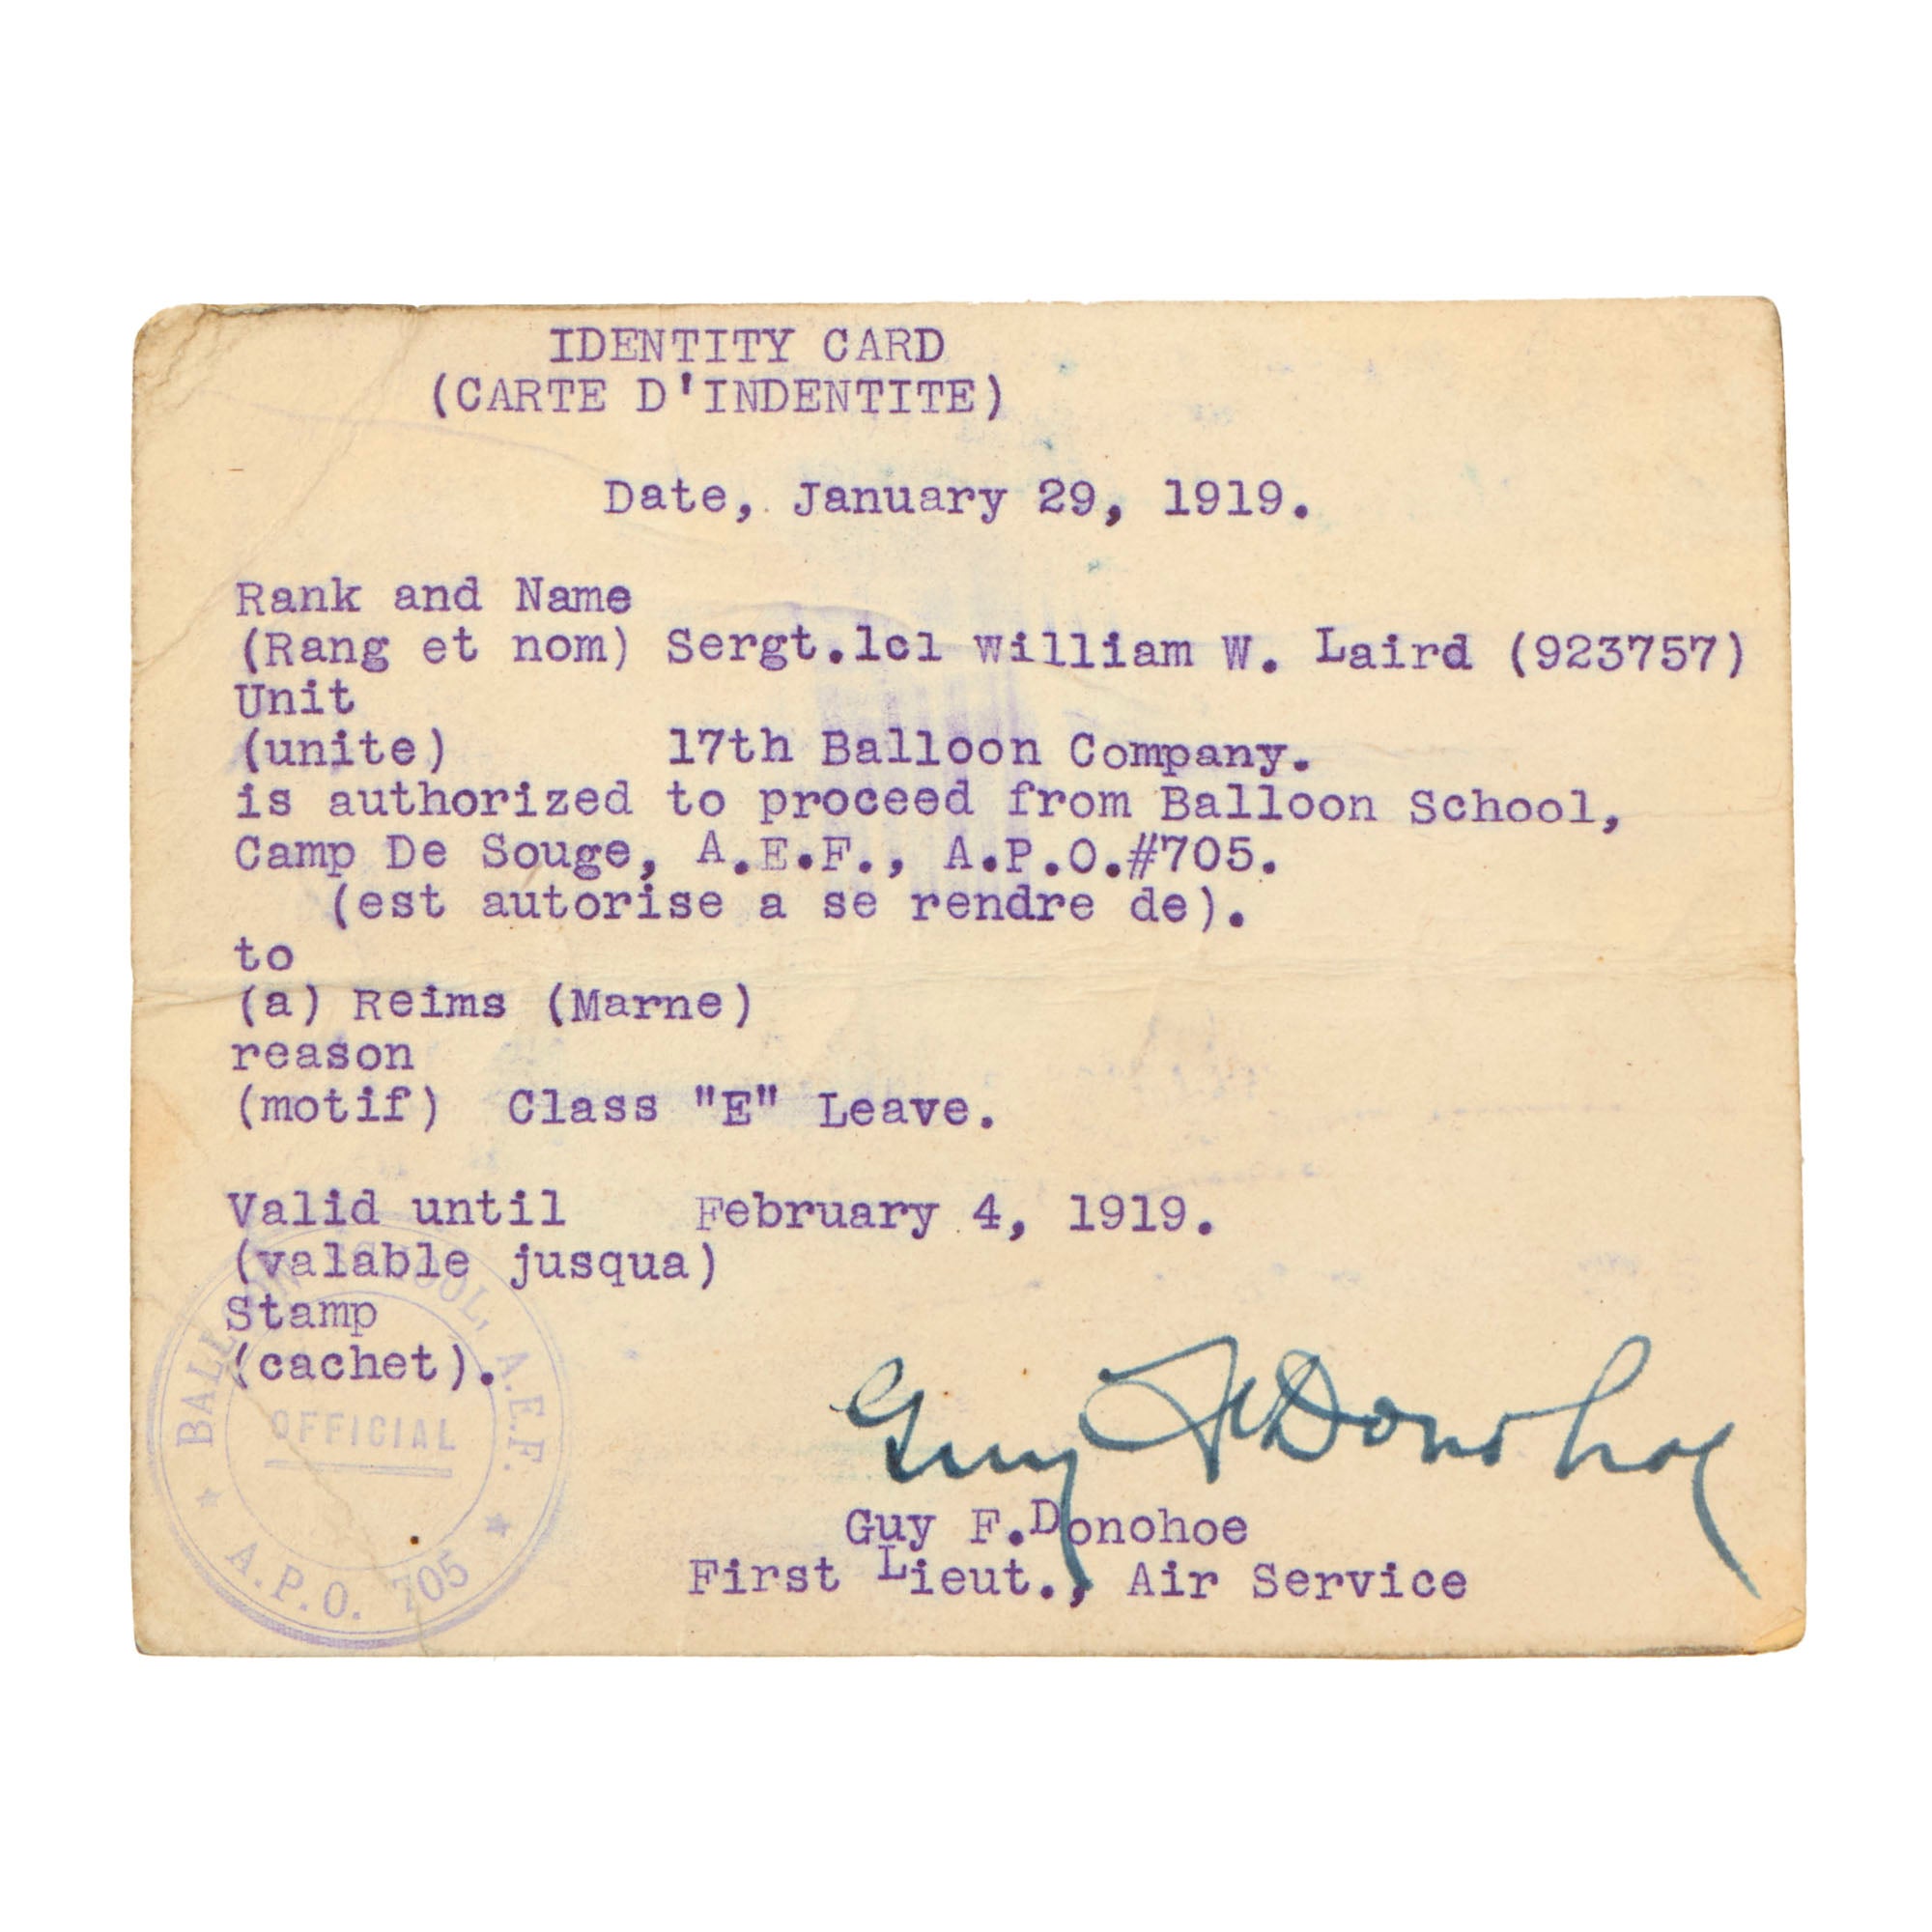 IDENTITY CARD
(CARTE D'INDENTITE)
Date, January 29, 1919.
Rank and Name
(Rang et nom) Sergt.lcl William W. Laird (923757)
Unit
(unite) 17th Balloon Company.
is authorized to proceed from Balloon School,
Camp De Souge, A.E.F., A.P.O.#705.
(est autorise a se rendre de).
to
(a) Reims (Marne)
reason
(motif) Class "E" Leave.
Valid until February 4, 1919.
(valable jusqua)
Stamp
(cachet).
BALLOON SCHOOL, A.E.F.
OFFICIAL
A.P.O. 705
Guy F Donohoe
Guy F.Donohoe
First Lieut., Air Service